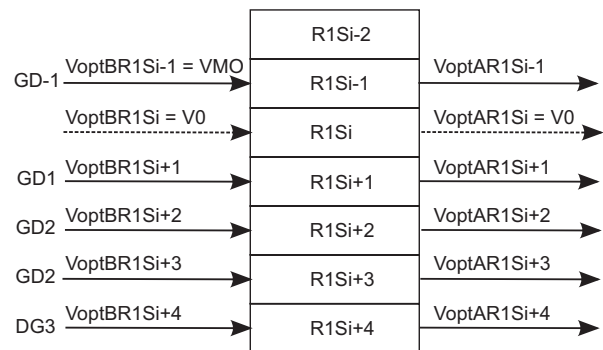 R1Si-2
GD-1 VoptBR1Si-1 = VMO R1Si-1 VoptAR1Si-1
VoptBR1Si = V0 R1Si VoptAR1Si = V0
GD1 VoptBR1Si+1 R1Si+1 VoptAR1Si+1
GD2 VoptBR1Si+2 R1Si+2 VoptAR1Si+2
GD2 VoptBR1Si+3 R1Si+3 VoptAR1Si+3
DG3 VoptBR1Si+4 R1Si+4 VoptAR1Si+4